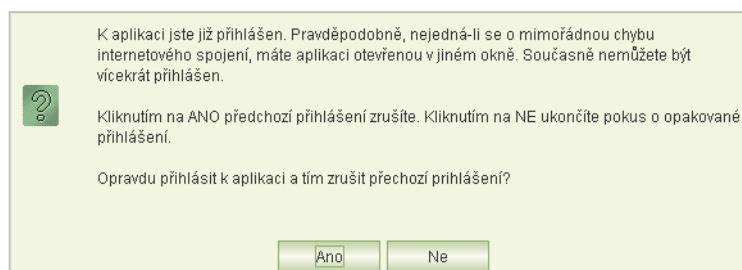 K aplikaci jste již přihlášen. Pravděpodobně, nejedná-li se o mimořádnou chybu
internetového spojení, máte aplikaci otevřenou v jiném okně. Současně nemůžete být
vícekrát přihlášen.
Kliknutím na ANO předchozí přihlášení zrušíte. Kliknutím na NE ukončíte pokus o opakované
přihlášení.
Opravdu přihlásit k aplikaci a tím zrušit přechozí prihlášení?
Ano Ne